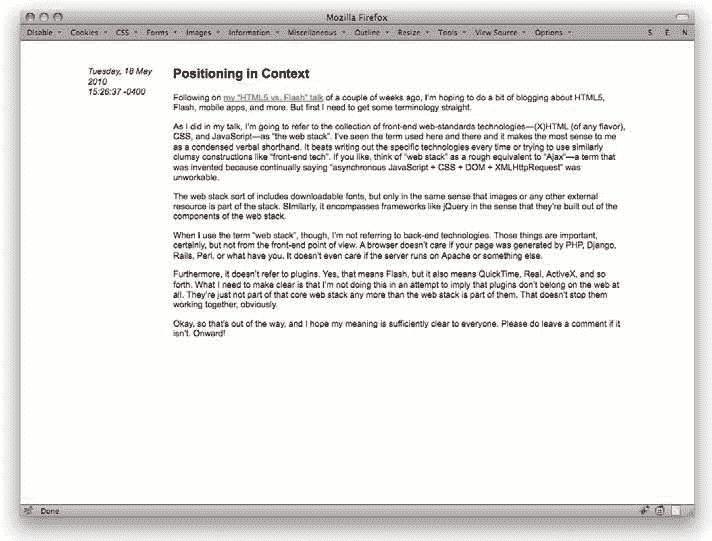 Mozilla Firefox
Disable Cookies CSS Forms Images Information Miscellaneous Outline Resize Tools View Source Options S E N
Tuesday, 18 May
2010
15:26:37 -0400
Positioning in Context
Following on my "HTML5 vs. Flash" talk of a couple of weeks ago, I'm hoping to do a bit of blogging about HTML5,
Flash, mobile apps, and more. But first I need to get some terminology straight.
As I did in my talk, I'm going to refer to the collection of front-end web-standards technologies—(X)HTML (of any flavor),
CSS, and JavaScript—as "the web stack". I've seen the term used here and there and it makes the most sense to me
as a condensed verbal shorthand. It beats writing out the specific technologies every time or trying to use similarly
clumsy constructions like "front-end tech". If you like, think of "web stack" as a rough equivalent to "Ajax"—a term that
was invented because continually saying "asynchronous JavaScript + CSS + DOM + XMLHttpRequest" was
unworkable.
The web stack sort of includes downloadable fonts, but only in the same sense that images or any other external
resource is part of the stack. SImilarly, it encompasses frameworks like jQuery in the sense that they're built out of the
components of the web stack.
When I use the term "web stack", though, I'm not referring to back-end technologies. Those things are important,
certainly, but not from the front-end point of view. A browser doesn't care if your page was generated by PHP, Django,
Rails, Perl, or what have you. It doesn't even care if the server runs on Apache or something else.
Furthermore, it doesn't refer to plugins. Yes, that means Flash, but it also means QuickTime, Real, ActiveX, and so
forth. What I need to make clear is that I'm not doing this in an attempt to imply that plugins don't belong on the web at
all. They're just not part of that core web stack any more than the web stack is part of them. That doesn't stop them
working together, obviously.
Okay, so that's out of the way, and I hope my meaning is sufficiently clear to everyone. Please do leave a comment if it
isn't. Onward!
Done